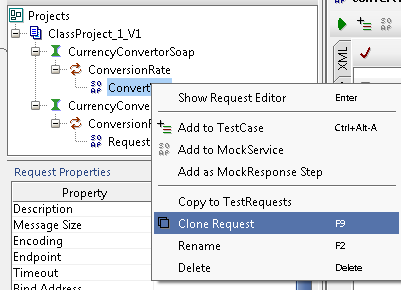 Projects
ClassProject_1_V1
CurrencyConvertorSoap
ConversionRate
Convert
CurrencyConve
Conversion
Request
Request Properties
Property
Description
Message Size
Encoding
Endpoint
Timeout
Bind Address
XML
Show Request Editor Enter
Add to TestCase Ctrl+Alt-A
Add to MockService
Add as MockResponse Step
Copy to TestRequests
Clone Request F9
Rename F2
Delete Delete